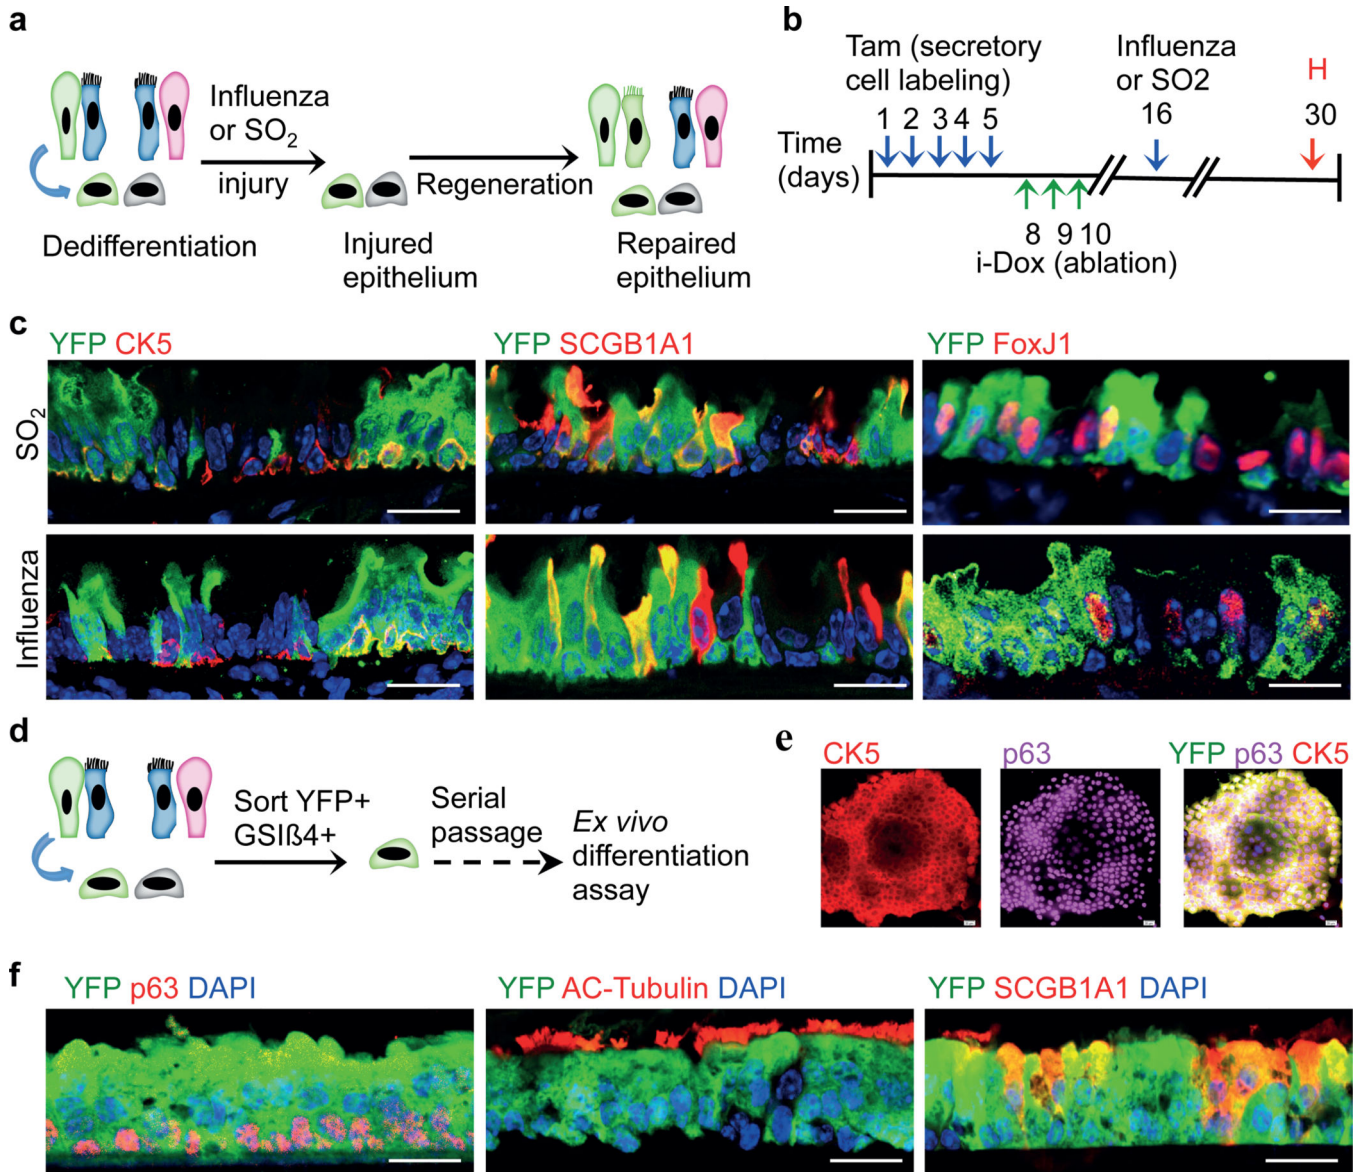 a
Influenza
or SO2
injury
Regeneration
Dedifferentiation
Injured
epithelium
Repaired
epithelium
b
Tam (secretory
cell labeling)
Influenza
or SO2
H
1 2 3 4 5
16
30
Time
(days)
8 9 10
i-Dox (ablation)
c
YFP CK5
YFP SCGB1A1
YFP FoxJ1
SO2
Influenza
d
Sort YFP+
GSIß4+
Serial
passage
Ex vivo
differentiation
assay
e
CK5
p63
YFP p63 CK5
f
YFP p63 DAPI
YFP AC-Tubulin DAPI
YFP SCGB1A1 DAPI